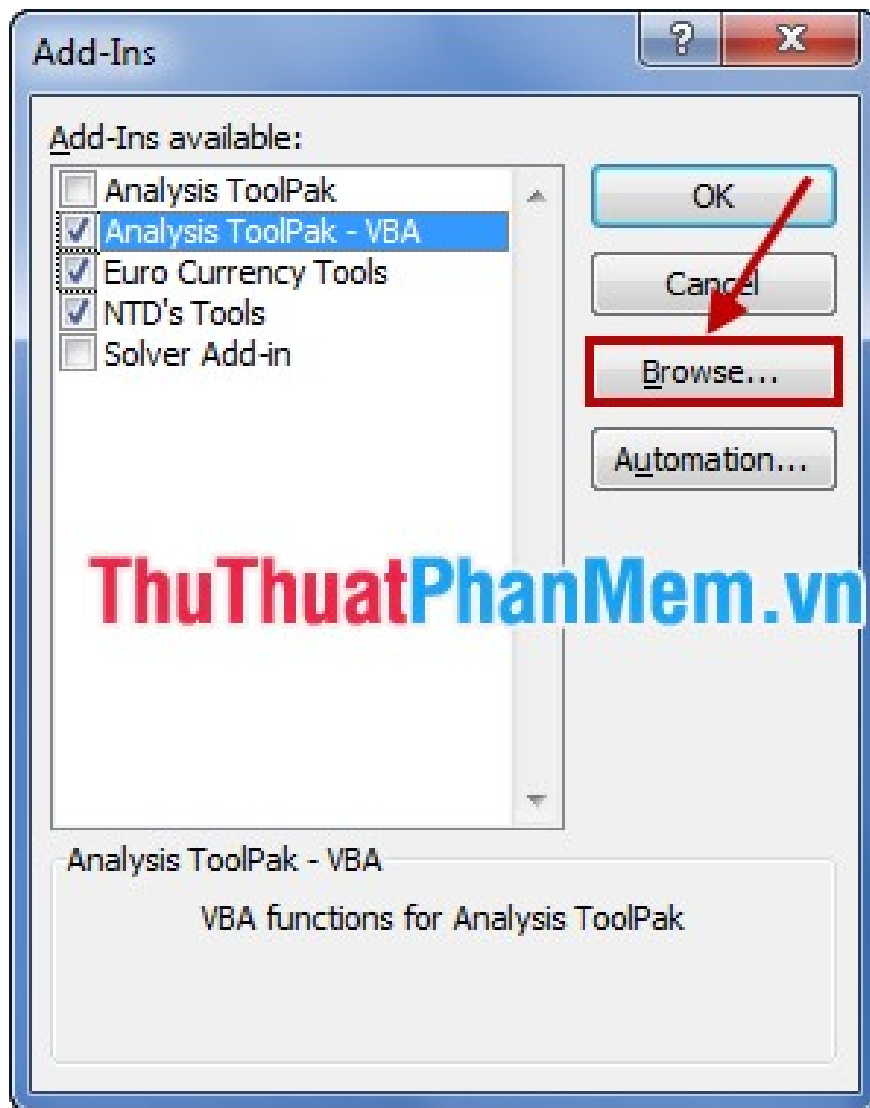 Add-Ins
Add-Ins available:
Analysis ToolPak
Analysis ToolPak - VBA
Euro Currency Tools
NTD's Tools
Solver Add-in
OK
Cancel
Browse...
Automation...
ThuThuatPhanMem.vn
Analysis ToolPak - VBA
VBA functions for Analysis ToolPak